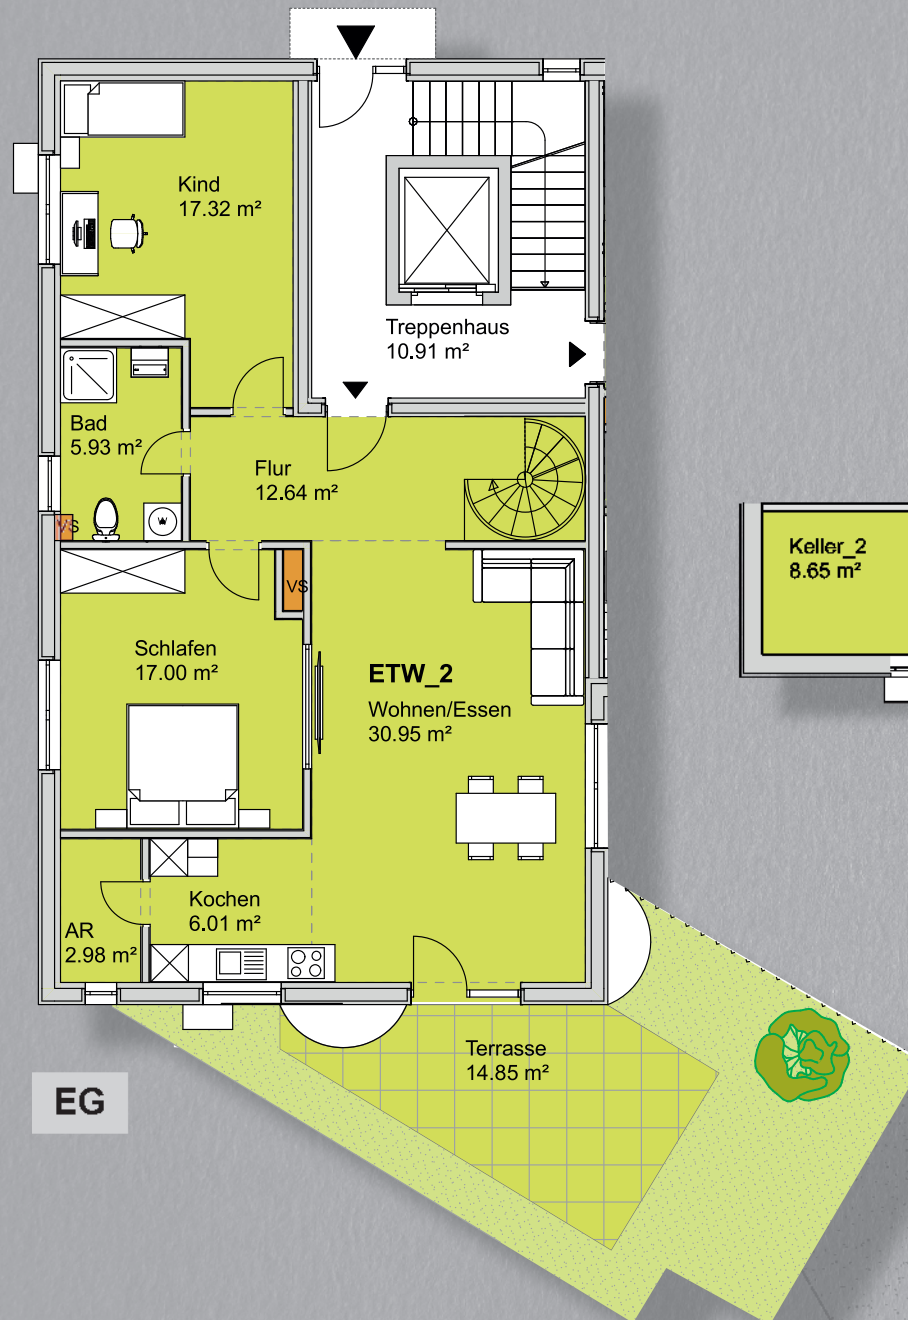 Kind
17.32 m²
Treppenhaus
10.91 m²
Bad
5.93 m²
Flur
12.64 m²
VS
W
VS
Keller_2
8.65 m²
Schlafen
17.00 m²
ETW_2
Wohnen/Essen
30.95 m²
Kochen
6.01 m²
AR
2.98 m²
Terrasse
14.85 m²
EG